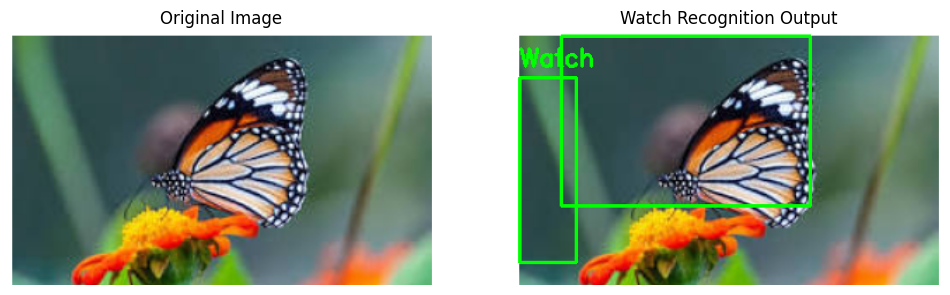 Original Image
Watch Recognition Output
Watch